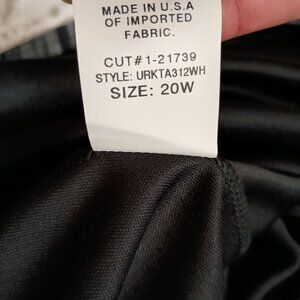 MADE IN U.S.A
OF IMPORTED
FABRIC.
CUT#1-21739
STYLE: URKTA312WH
SIZE: 20W